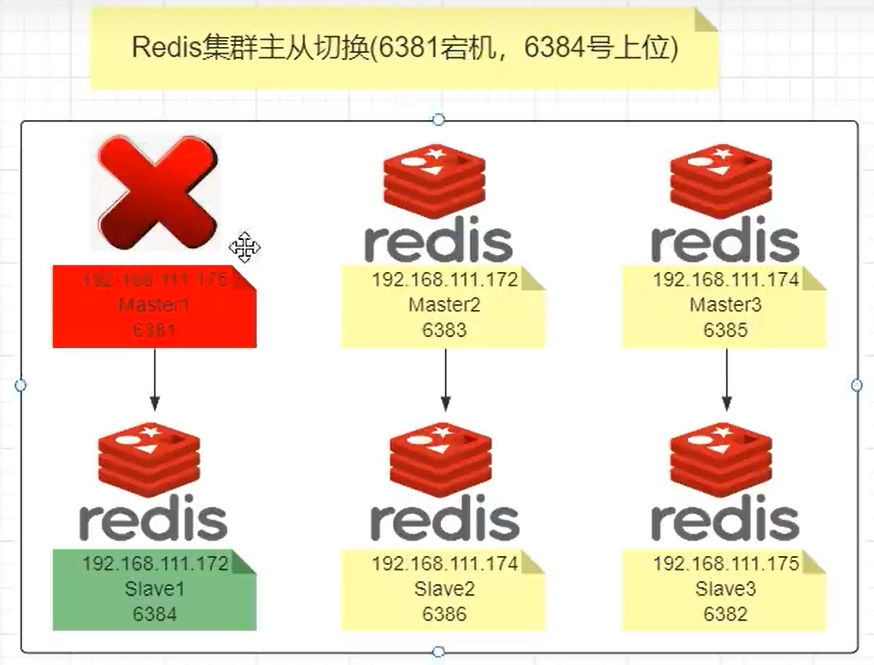 Redis集群主从切换(6381宕机，6384号上位)
redis
redis
192.168.111.175
Master1
6381
192.168.111.172
Master2
6383
192.168.111.174
Master3
6385
redis
redis
redis
192.168.111.172
Slave1
6384
192.168.111.174
Slave2
6386
192.168.111.175
Slave3
6382